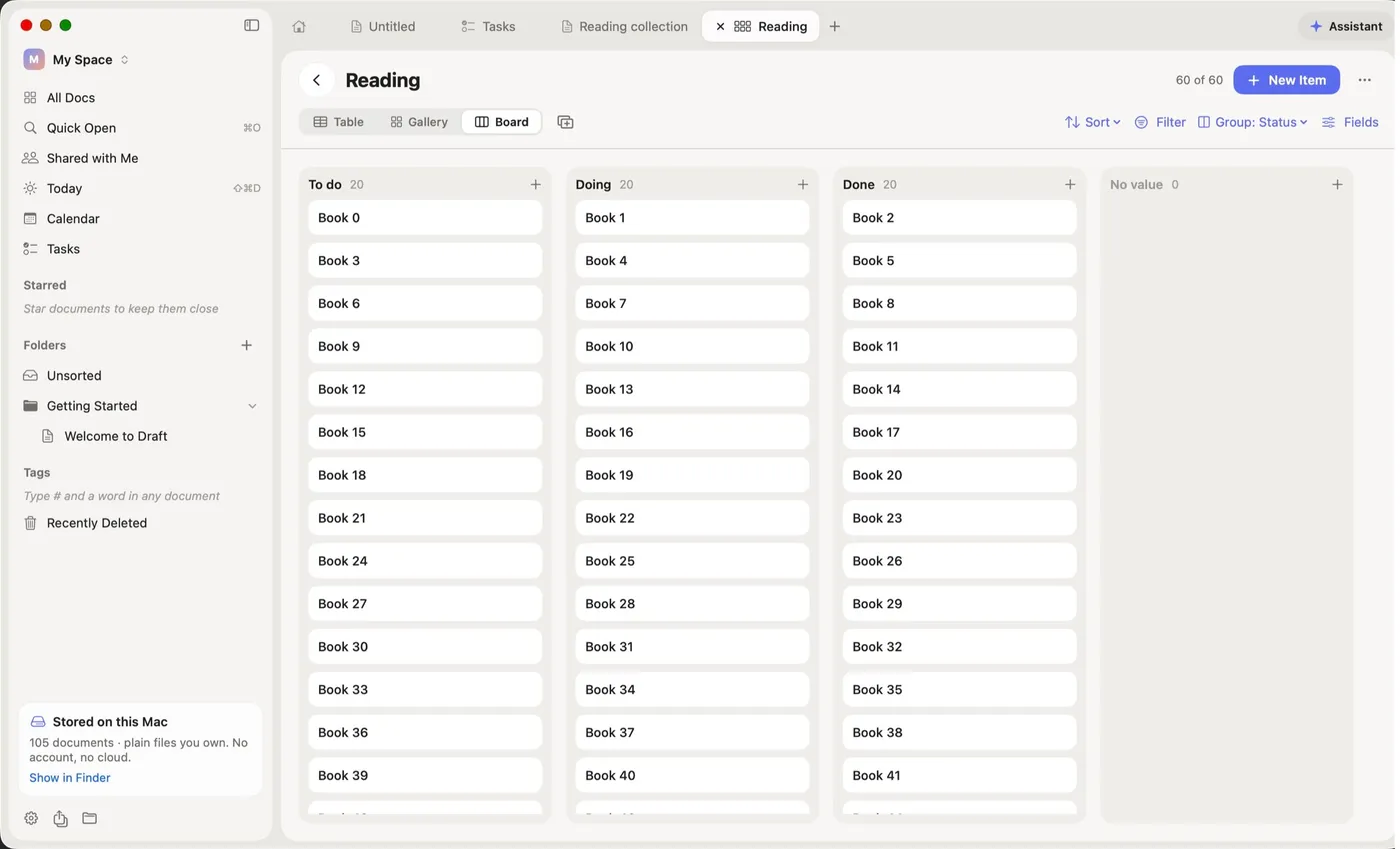 Untitled
Tasks
Reading collection
Reading
Assistant
M My Space
All Docs
Quick Open ⌘O
Shared with Me
Today ⇧⌘D
Calendar
Tasks
Starred
Star documents to keep them close
Folders
Unsorted
Getting Started
Welcome to Draft
Tags
Type # and a word in any document
Recently Deleted
Stored on this Mac
105 documents · plain files you own. No
account, no cloud.
Show in Finder
Reading
60 of 60
New Item
Table
Gallery
Board
Sort
Filter
Group: Status
Fields
To do 20
Book 0
Book 3
Book 6
Book 9
Book 12
Book 15
Book 18
Book 21
Book 24
Book 27
Book 30
Book 33
Book 36
Book 39
Doing 20
Book 1
Book 4
Book 7
Book 10
Book 13
Book 16
Book 19
Book 22
Book 25
Book 28
Book 31
Book 34
Book 37
Book 40
Done 20
Book 2
Book 5
Book 8
Book 11
Book 14
Book 17
Book 20
Book 23
Book 26
Book 29
Book 32
Book 35
Book 38
Book 41
No value 0